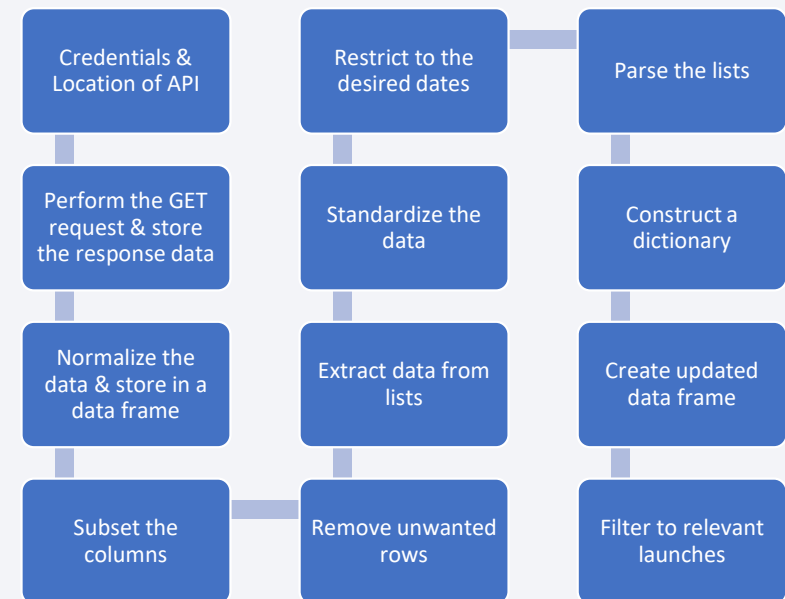 Credentials &
Location of API
Perform the GET
request & store
the response data
Normalize the
data & store in a
data frame
Subset the
columns
Remove unwanted
rows
Extract data from
lists
Standardize the
data
Restrict to the
desired dates
Parse the lists
Construct a
dictionary
Create updated
data frame
Filter to relevant
launches